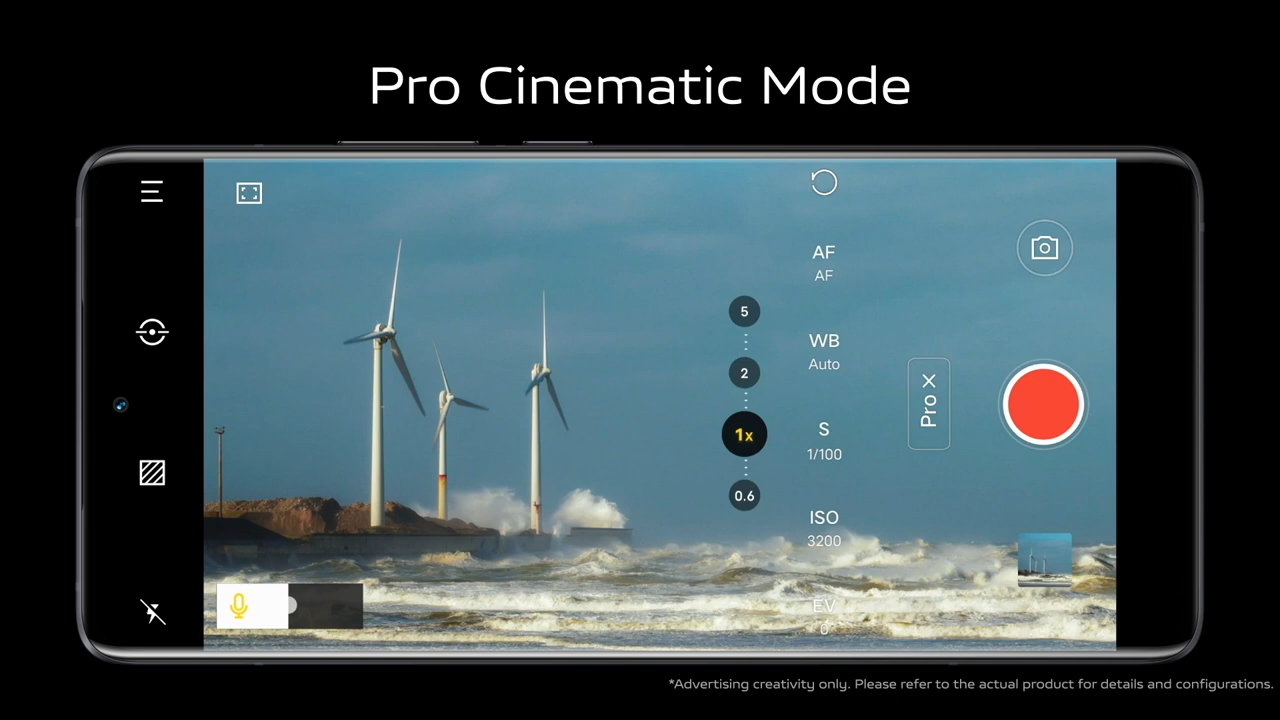 Pro Cinematic Mode
AF
AF
5
WB
Auto
2
Pro X
1x
S
1/100
0.6
ISO
3200
EV
0
*Advertising creativity only. Please refer to the actual product for details and configurations.